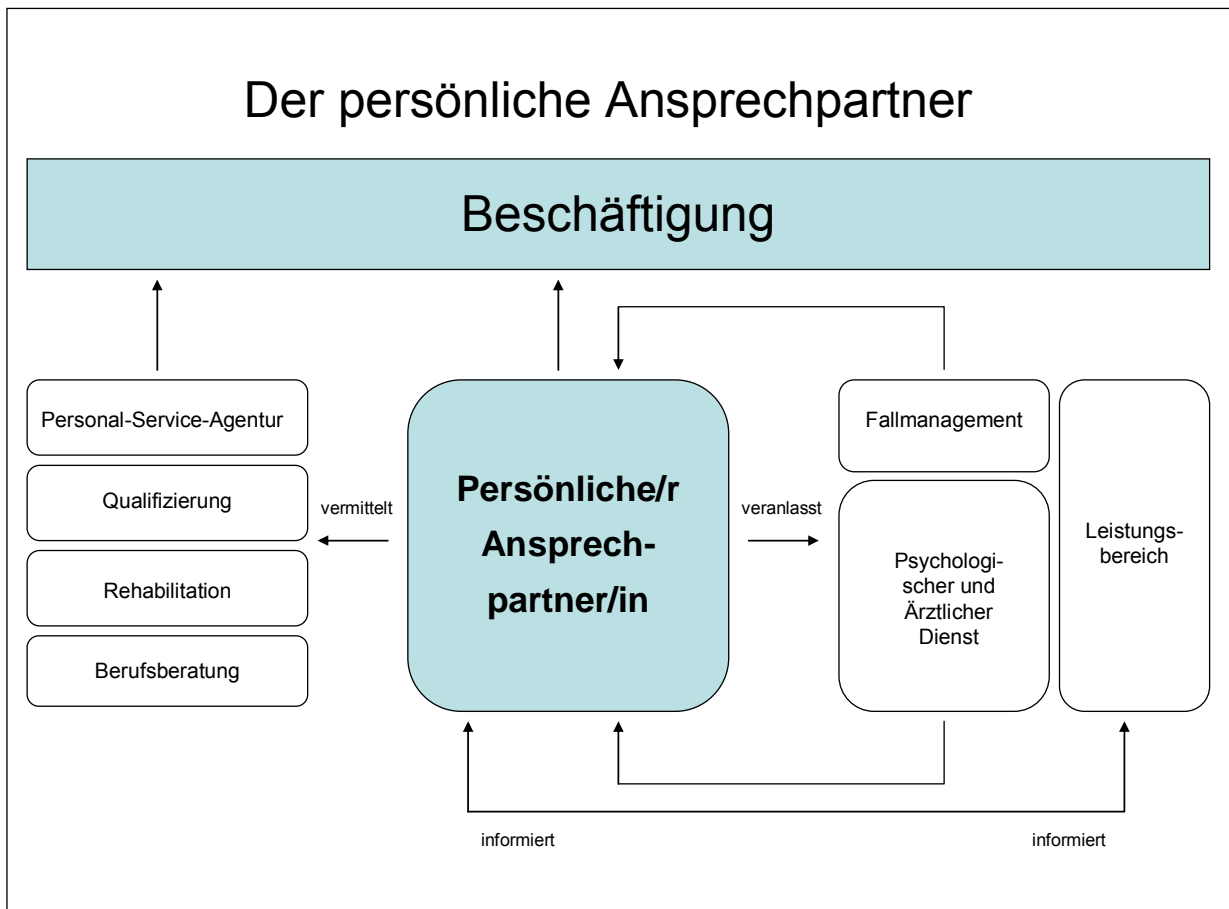 Der persönliche Ansprechpartner
Beschäftigung
Personal-Service-Agentur
Qualifizierung
Rehabilitation
Berufsberatung
vermittelt
Persönliche/r
Ansprech-
partner/in
veranlasst
Fallmanagement
Psychologi-
scher und
Ärztlicher
Dienst
Leistungs-
bereich
informiert
informiert